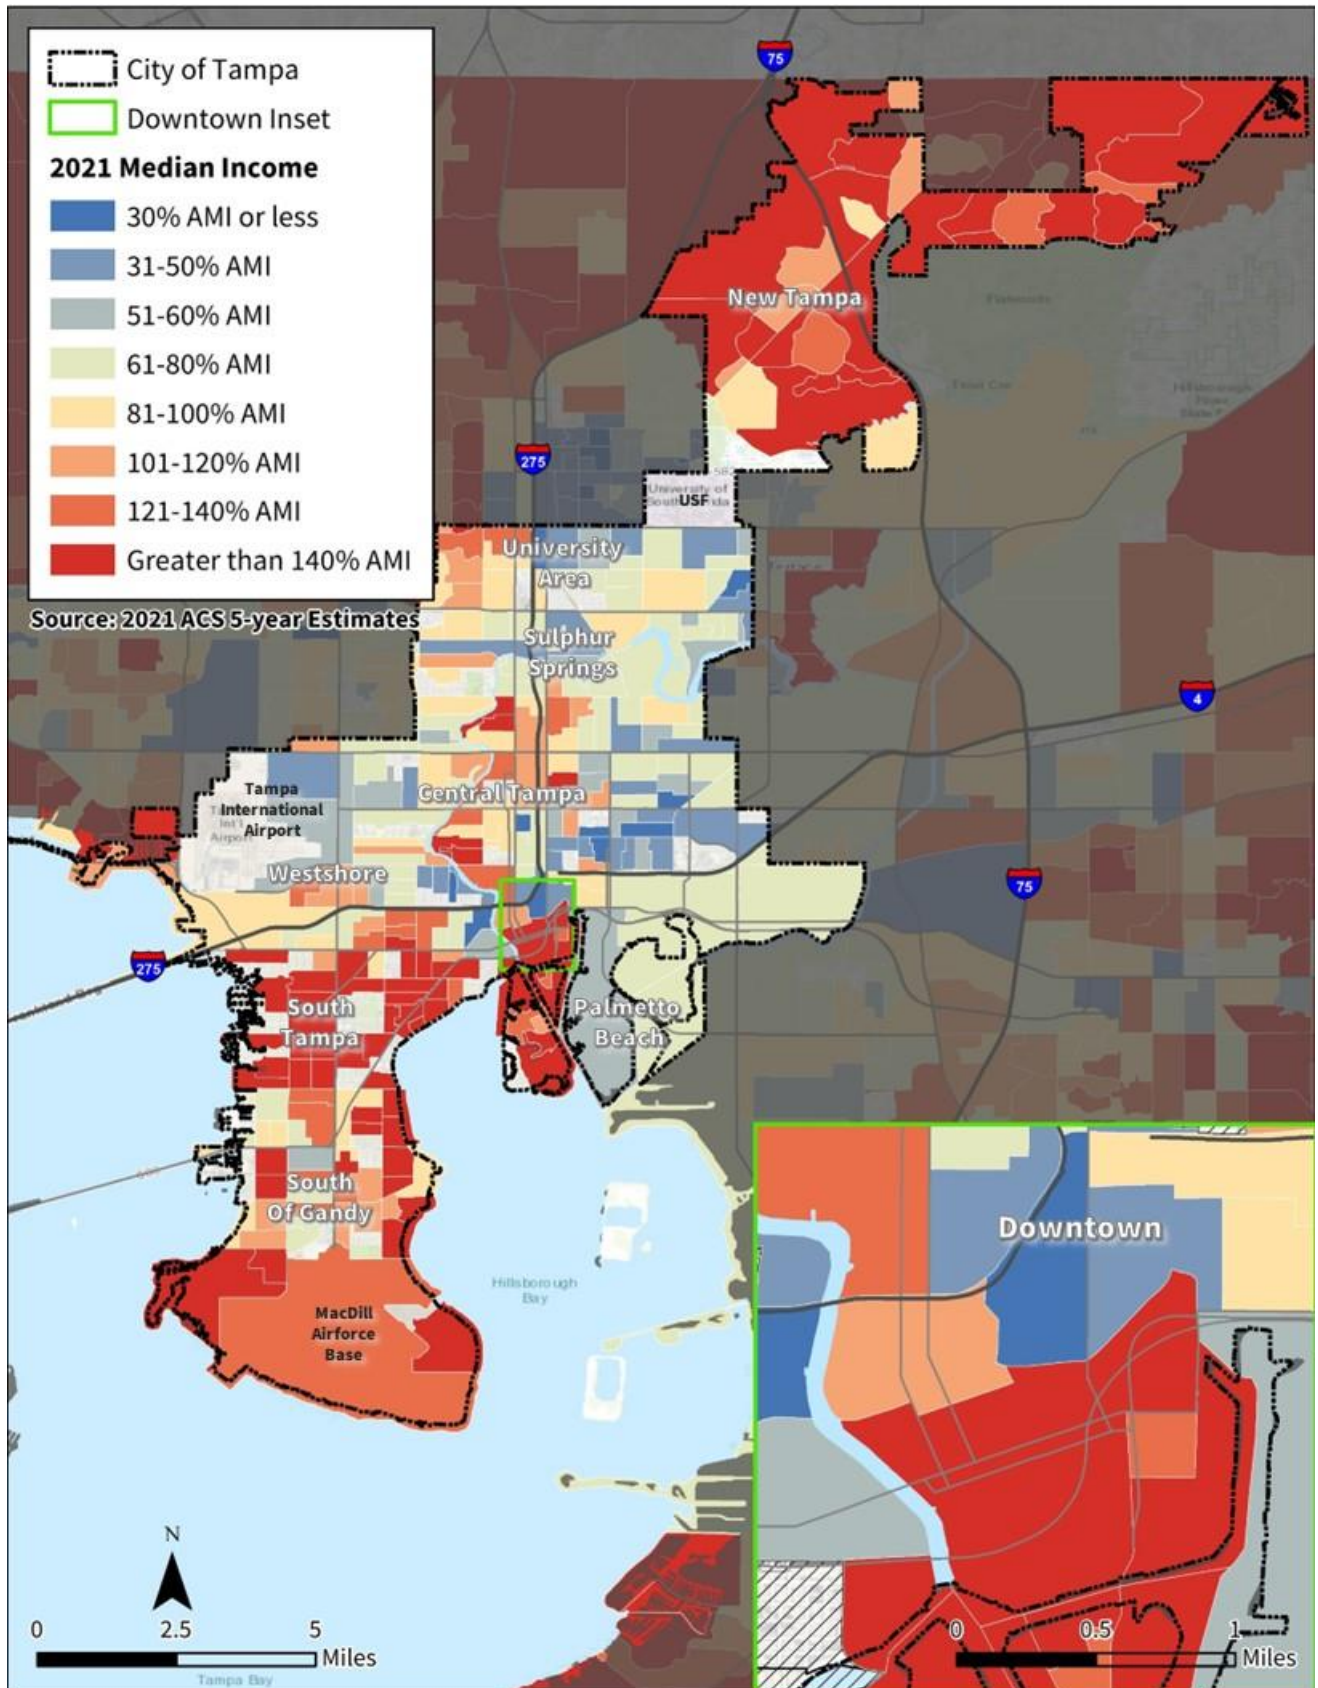 City of Tampa
Downtown Inset
2021 Median Income
30% AMI or less
31-50% AMI
51-60% AMI
61-80% AMI
81-100% AMI
101-120% AMI
121-140% AMI
Greater than 140% AMI
Source: 2021 ACS 5-year Estimates
75
New Tampa
275
University of
USF
University
Area
Sulphur
Springs
4
Tampa
International
Airport
Central Tampa
Westshore
75
275
South
Tampa
Palmetto
Beach
South
Of Gandy
Downtown
Hillsborough
Bay
MacDill
Airforce
Base
N
0 2.5 5
Miles
Tampa Bay
0 0.5 1
Miles